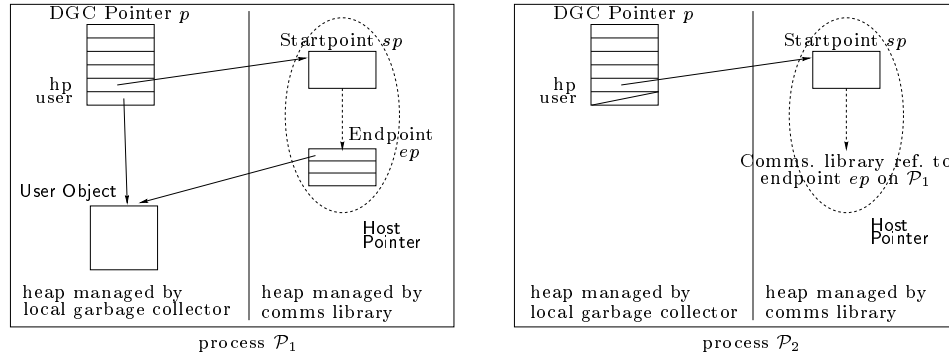 DGC Pointer p
Startpoint sp
hp
user
Endpoint
ep
User Object
Host
Pointer
heap managed by
local garbage collector
heap managed by
comms library
process P1
DGC Pointer p
Startpoint sp
hp
user
Comms. library ref. to
endpoint ep on P1
Host
Pointer
heap managed by
local garbage collector
heap managed by
comms library
process P2